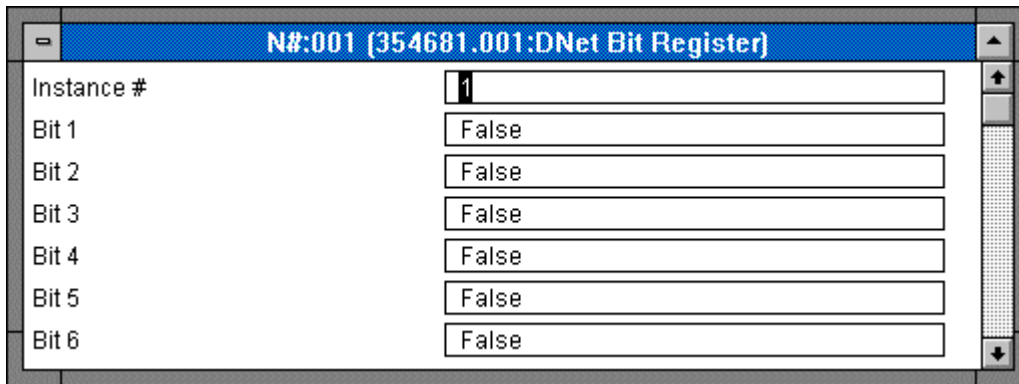 N#:001 (354681.001:DNet Bit Register)
Instance # 1
Bit 1 False
Bit 2 False
Bit 3 False
Bit 4 False
Bit 5 False
Bit 6 False